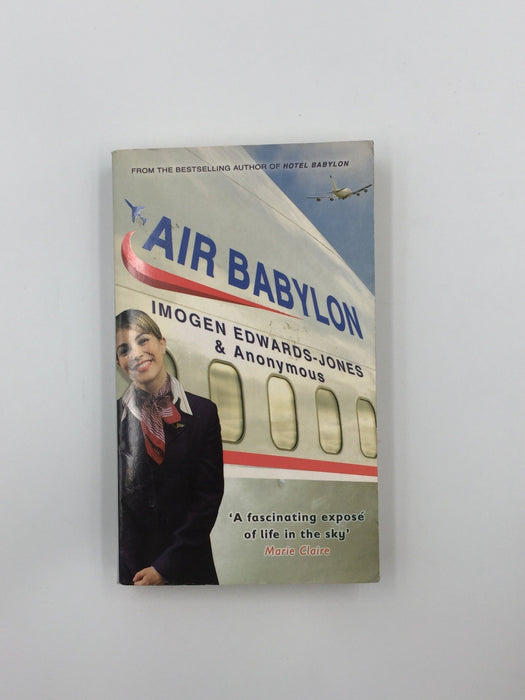 FROM THE BESTSELLING AUTHOR OF HOTEL BABYLON
AIR BABYLON
IMOGEN EDWARDS-JONES
& Anonymous
‘A fascinating exposé
of life in the sky’
Marie Claire